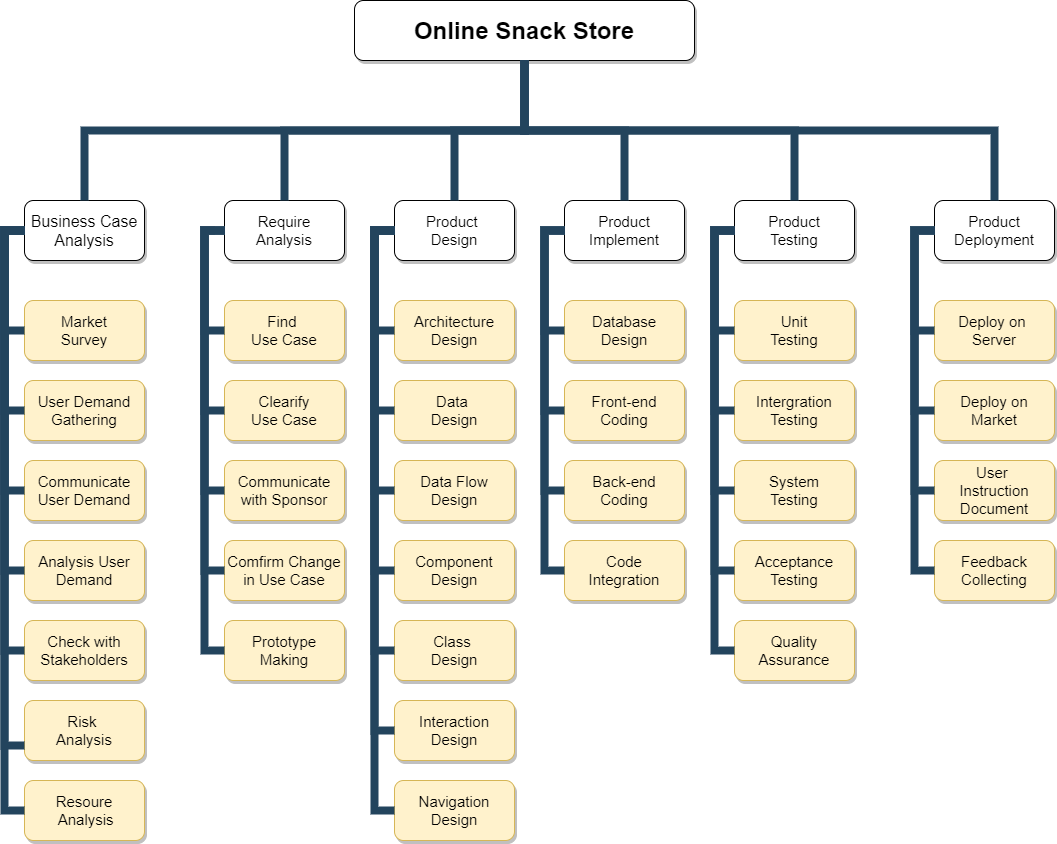 Online Snack Store
Business Case
Analysis
Require
Analysis
Product
Design
Product
Implement
Product
Testing
Product
Deployment
Market
Survey
User Demand
Gathering
Communicate
User Demand
Analysis User
Demand
Check with
Stakeholders
Risk
Analysis
Resoure
Analysis
Find
Use Case
Clearify
Use Case
Communicate
with Sponsor
Comfirm Change
in Use Case
Prototype
Making
Architecture
Design
Data
Design
Data Flow
Design
Component
Design
Class
Design
Interaction
Design
Navigation
Design
Database
Design
Front-end
Coding
Back-end
Coding
Code
Integration
Unit
Testing
Intergration
Testing
System
Testing
Acceptance
Testing
Quality
Assurance
Deploy on
Server
Deploy on
Market
User
Instruction
Document
Feedback
Collecting